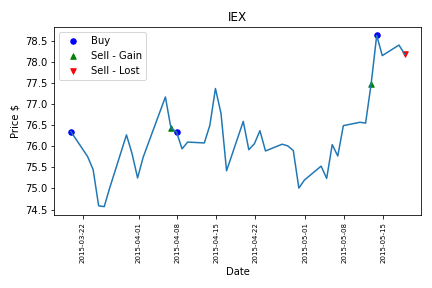 IEX
Buy
Sell - Gain
Sell - Lost
Price $
78.5
78.0
77.5
77.0
76.5
76.0
75.5
75.0
74.5
2015-03-22
2015-04-01
2015-04-08
2015-04-15
2015-04-22
2015-05-01
2015-05-08
2015-05-15
Date